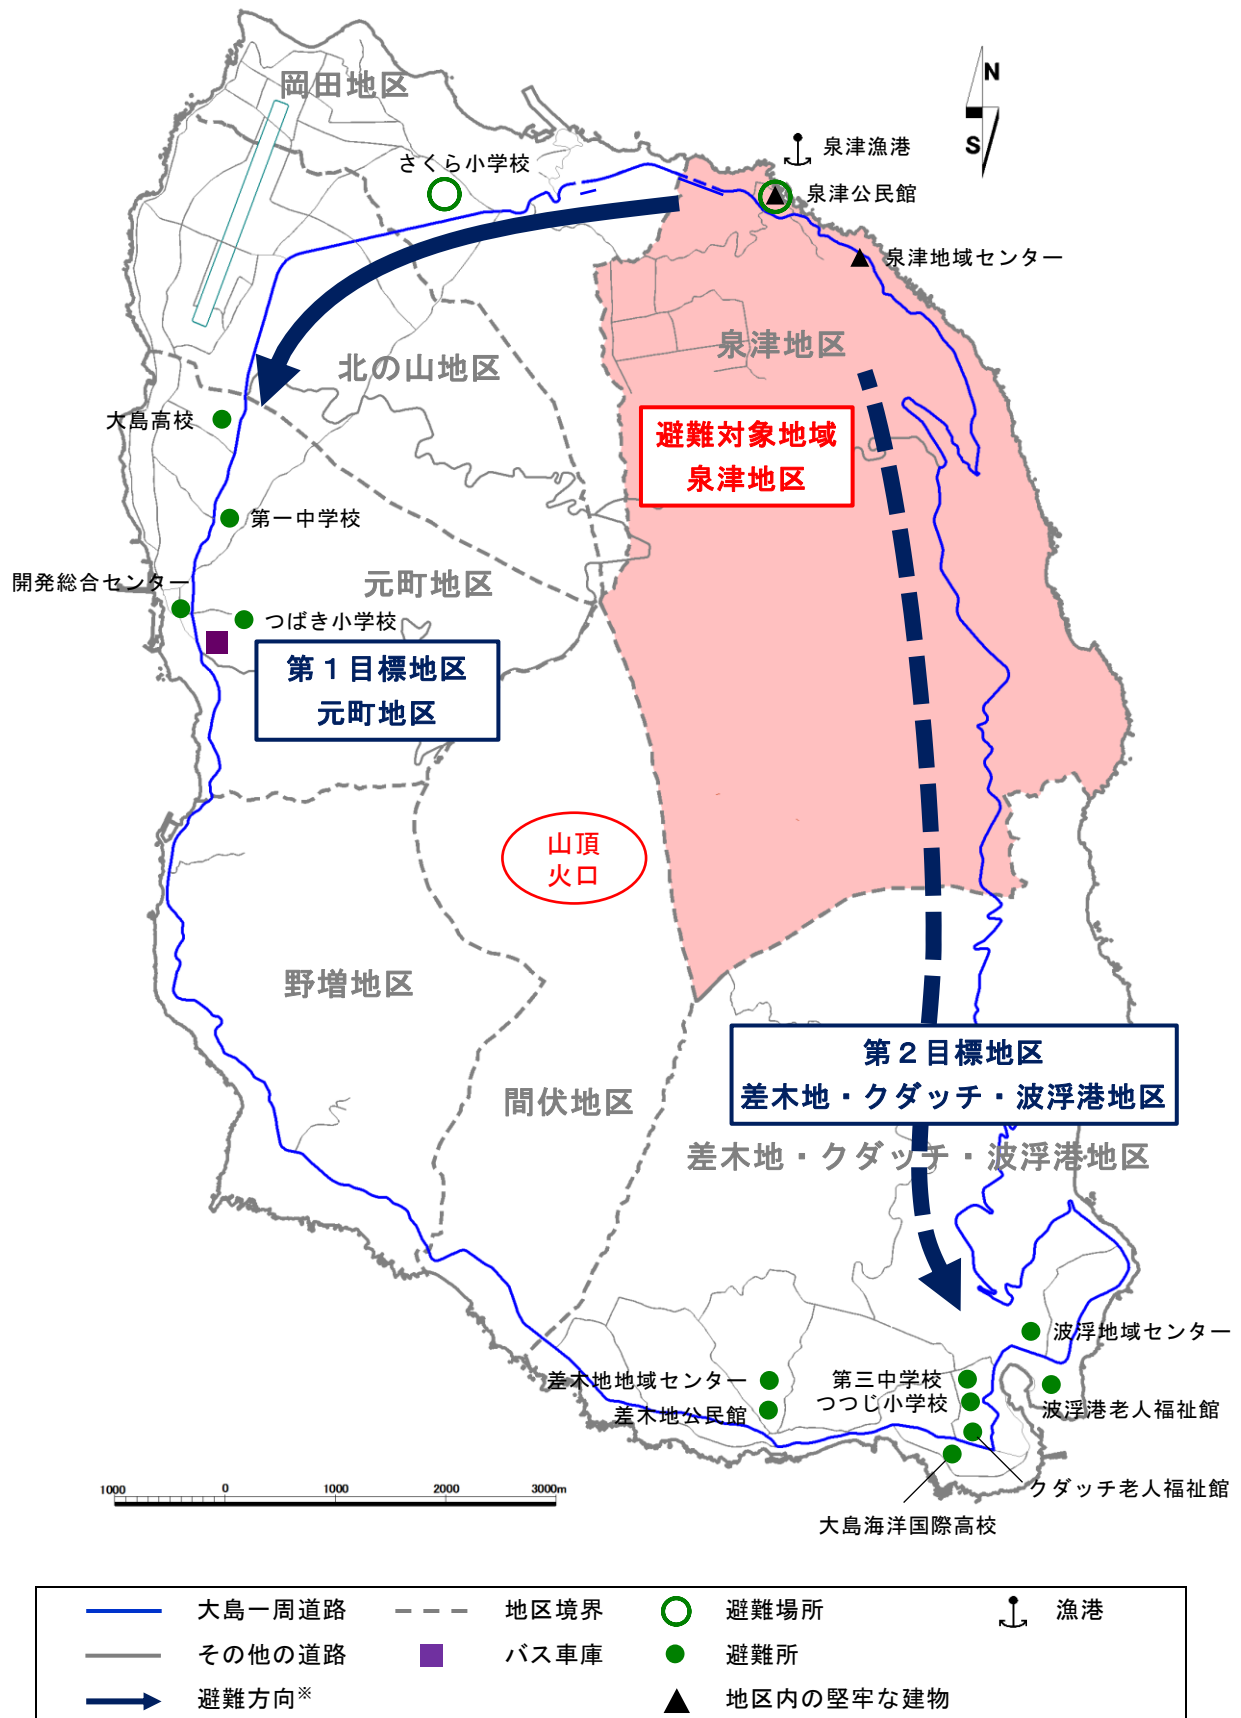 岡田地区
N
S
さくら小学校
泉津漁港
泉津公民館
泉津地域センター
泉津地区
北の山地区
大島高校
避難対象地域
泉津地区
第一中学校
元町地区
開発総合センター
つばき小学校
第１目標地区
元町地区
山頂
火口
野増地区
間伏地区
第２目標地区
差木地・クダッチ・波浮港地区
差木地・クダッチ・波浮港地区
波浮地域センター
差木地地域センター
第三中学校
つつじ小学校
差木地公民館
波浮港老人福祉館
クダッチ老人福祉館
大島海洋国際高校
1000 0 1000 2000 3000m
大島一周道路 地区境界 避難場所 漁港
その他の道路 バス車庫 避難所
避難方向※ 地区内の堅牢な建物